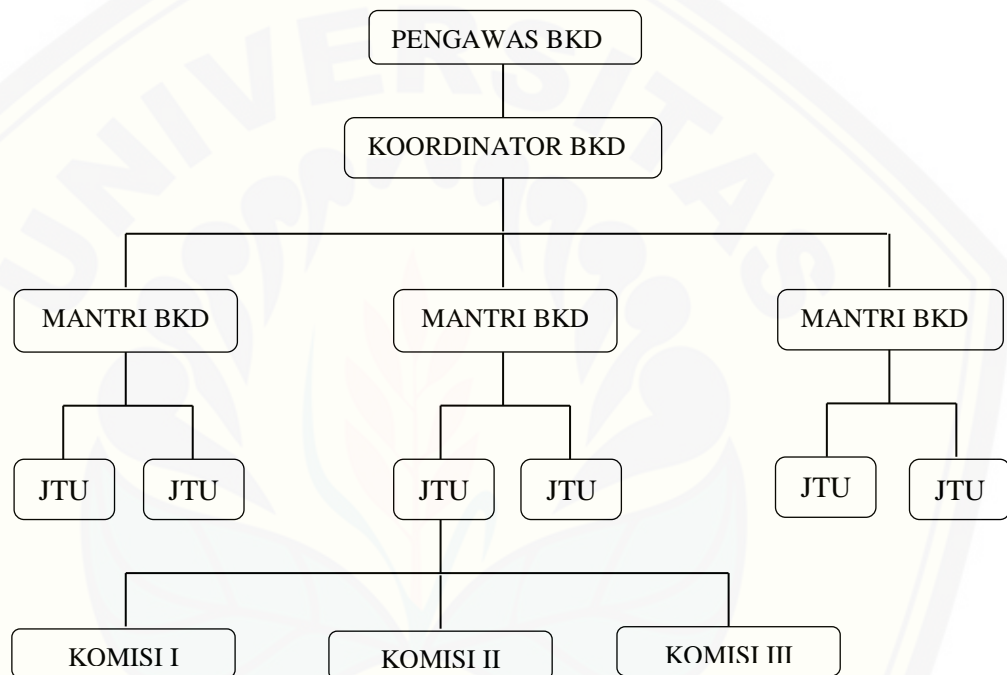 UNIVERSITAS
PENGAWAS BKD
KOORDINATOR BKD
MANTRI BKD
MANTRI BKD
MANTRI BKD
JTU
JTU
JTU
JTU
JTU
JTU
KOMISI I
KOMISI II
KOMISI III